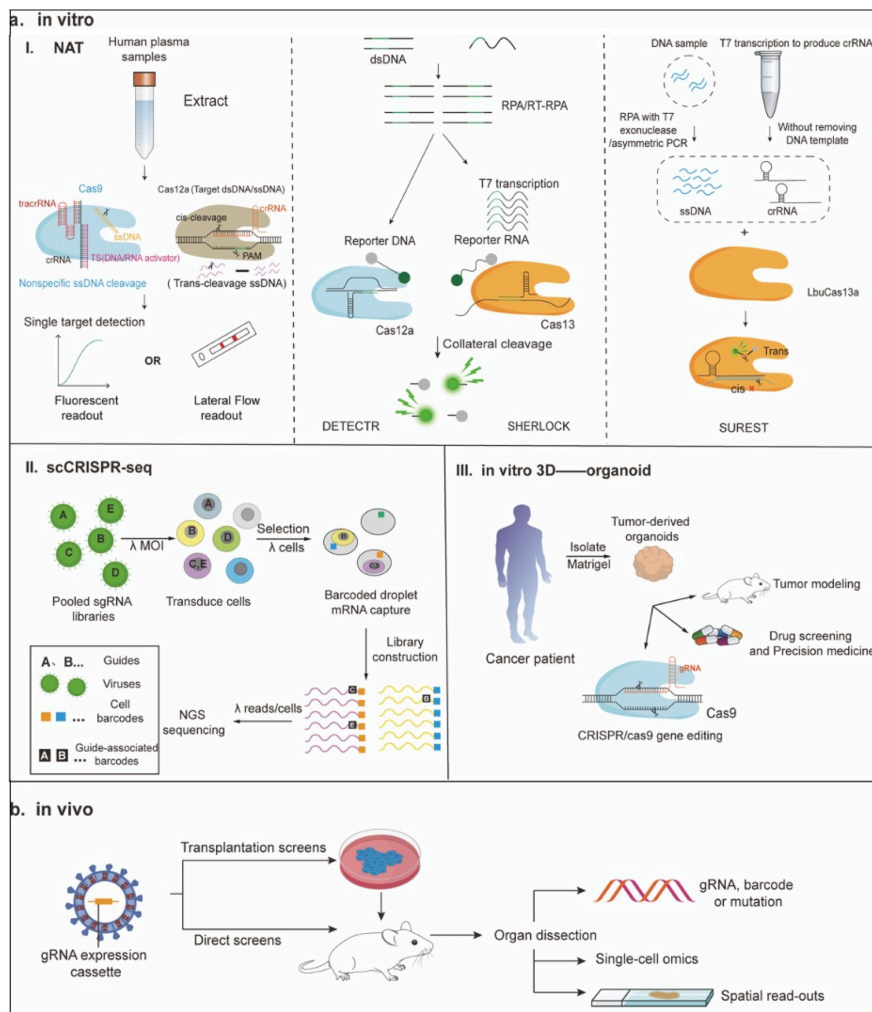 a. in vitro
I. NAT
Human plasma
samples
Extract
Cas9
tracrRNA
ssDNA
crRNA
TS(DNA/RNA activator)
Nonspecific ssDNA cleavage
Cas12a (Target dsDNA/ssDNA)
crRNA
cis-cleavage
PAM
( Trans-cleavage ssDNA)
Single target detection
OR
Fluorescent
readout
Lateral Flow
readout
dsDNA
RPA/RT-RPA
T7 transcription
Reporter DNA
Reporter RNA
Cas12a
Cas13
Collateral cleavage
DETECTR
SHERLOCK
DNA sample
T7 transcription to produce crRNA
RPA with T7
exonuclease
/asymmetric PCR
Without removing
DNA template
ssDNA
crRNA
+
LbuCas13a
Trans
cis ×
SUREST
II. scCRISPR-seq
A
E
C
B
D
λ MOI
Pooled sgRNA
libraries
A
B
D
C,E
Transduce cells
Selection
λ cells
B
C,E
Barcoded droplet
mRNA capture
Library
construction
C
B
E
λ reads/cells
NGS
sequencing
A、B... Guides
Viruses
... Cell
barcodes
A B ... Guide-associated
barcodes
III. in vitro 3D——organoid
Cancer patient
Isolate
Matrigel
Tumor-derived
organoids
Tumor modeling
Drug screening
and Precision medicine
gRNA
Cas9
CRISPR/cas9 gene editing
b. in vivo
gRNA expression
cassette
Transplantation screens
Direct screens
Organ dissection
gRNA, barcode
or mutation
Single-cell omics
Spatial read-outs